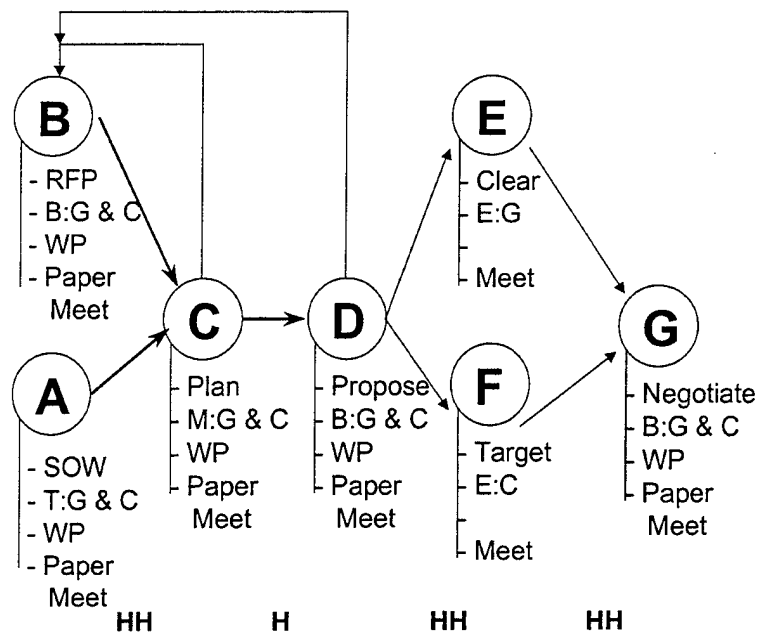 B
- RFP
- B:G & C
- WP
- Paper
Meet
A
- SOW
- T:G & C
- WP
- Paper
Meet
C
- Plan
- M:G & C
- WP
- Paper
Meet
D
- Propose
- B:G & C
- WP
- Paper
Meet
E
- Clear
- E:G
-
- Meet
F
- Target
- E:C
-
- Meet
G
- Negotiate
- B:G & C
- WP
- Paper
Meet
HH H HH HH